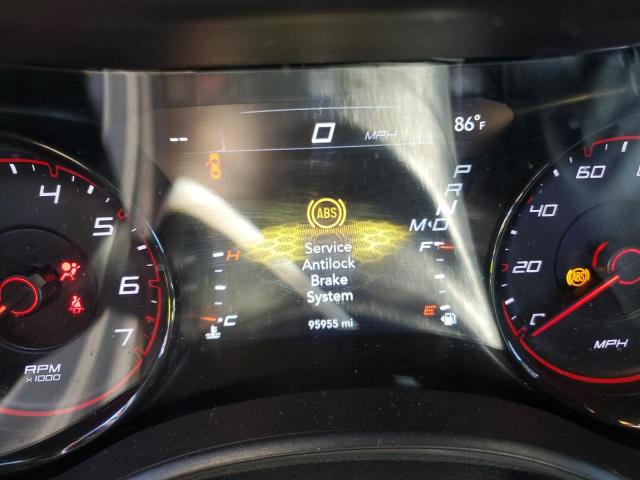 -- 0 MPH 86°F
P
R
N
M◂D
ABS
Service
Antilock
Brake
System
H
C
F
E
95955 mi
4
5
6
7
RPM
x1000
60
40
20
ABS
MPH